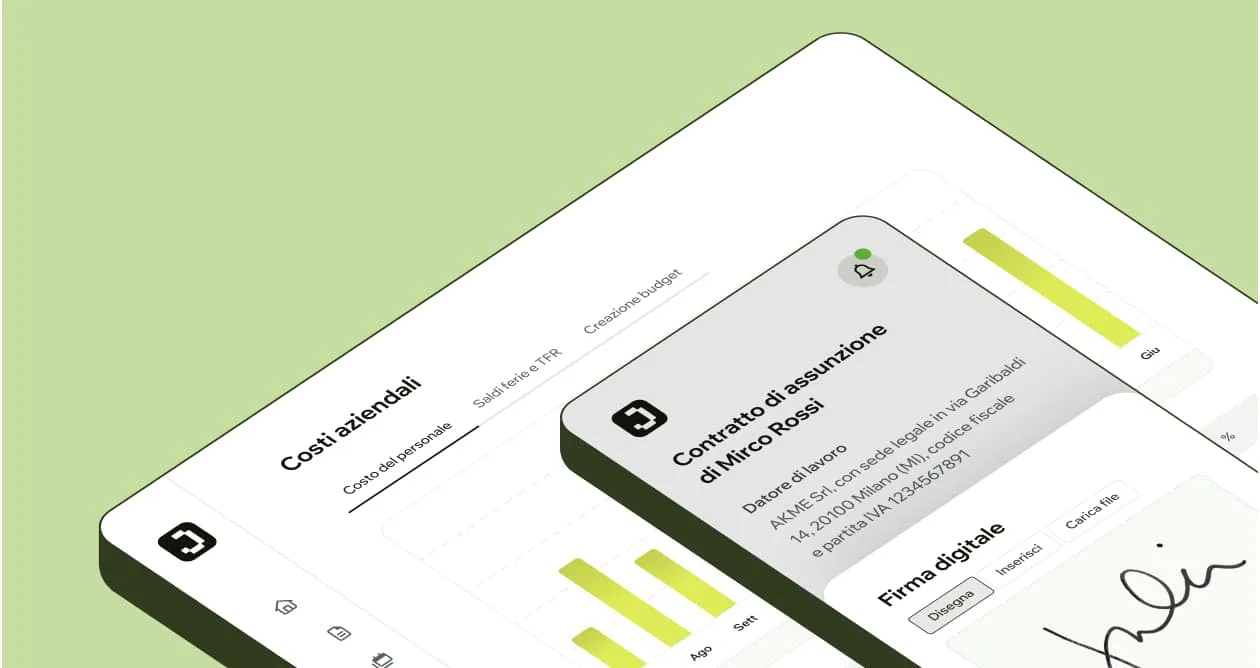 Costi aziendali
Costo del personale
Saldi ferie e TFR
Creazione budget
Ago
Sett
Giu
%
Contratto di assunzione
di Mirco Rossi
Datore di lavoro
AKME Srl, con sede legale in via Garibaldi
14, 20100 Milano (MI), codice fiscale
e partita IVA 1234567891
Firma digitale
Disegna
Inserisci
Carica file